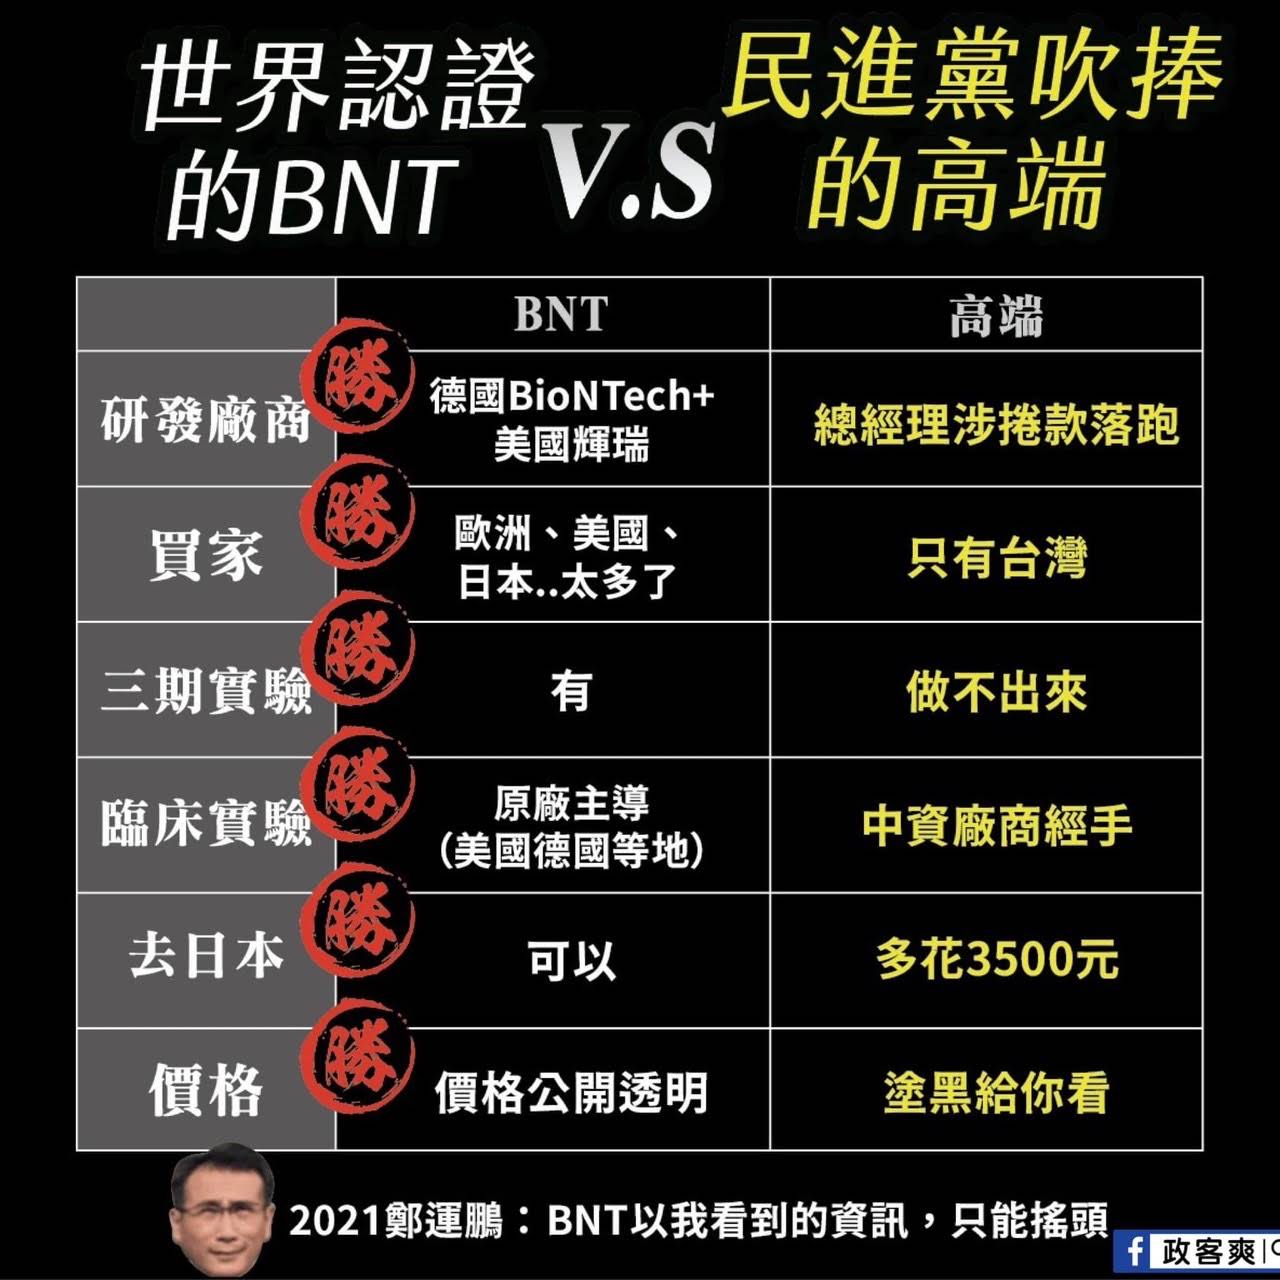 世界認證
的BNT
V.S
民進黨吹捧
的高端
BNT
高端
研發廠商
勝
德國BioNTech+
美國輝瑞
總經理涉捲款落跑
買家
勝
歐洲、美國、
日本..太多了
只有台灣
三期實驗
勝
有
做不出來
臨床實驗
勝
原廠主導
(美國德國等地)
中資廠商經手
去日本
勝
可以
多花3500元
價格
勝
價格公開透明
塗黑給你看
2021鄭運鵬：BNT以我看到的資訊，只能搖頭
f 政客爽